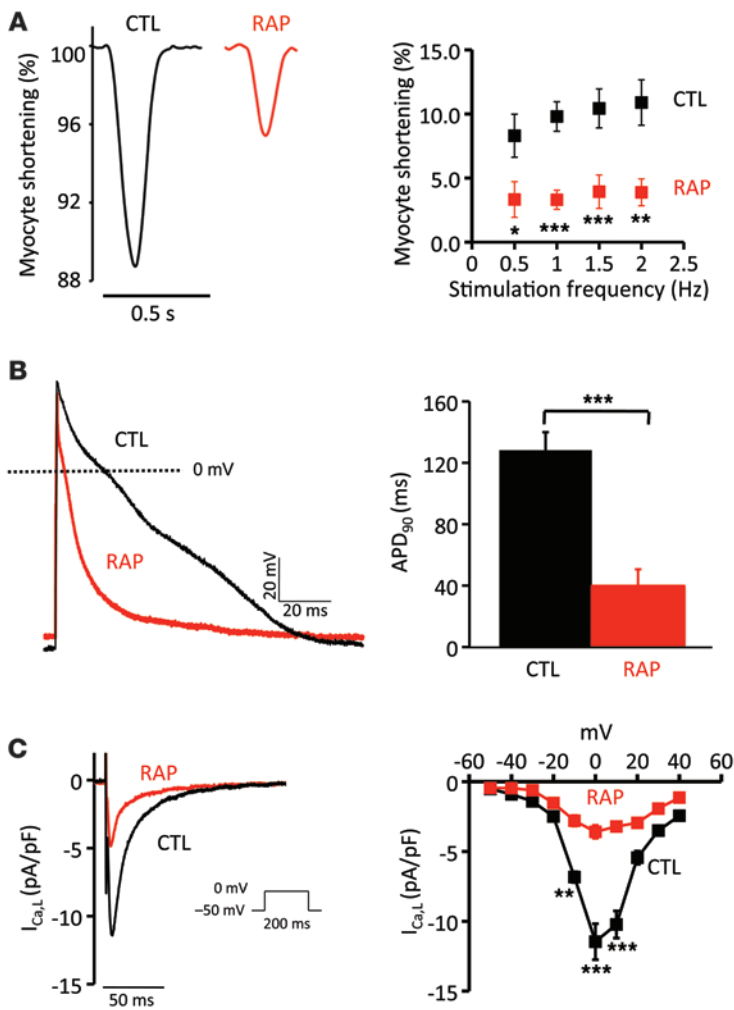 A
CTL
RAP
Myocyte shortening (%)
100
96
92
88
0.5 s
Myocyte shortening (%)
15.0
10.0
5.0
0.0
CTL
RAP
*
***
***
**
0
0.5
1
1.5
2
2.5
Stimulation frequency (Hz)
B
CTL
0 mV
RAP
20 mV
20 ms
APD90 (ms)
160
120
80
40
0
***
CTL
RAP
C
ICa,L (pA/pF)
0
-5
-10
-15
RAP
CTL
0 mV
−50 mV
200 ms
50 ms
mV
-60
-40
-20
0
20
40
60
ICa,L (pA/pF)
0
-5
-10
-15
RAP
CTL
**
***
***